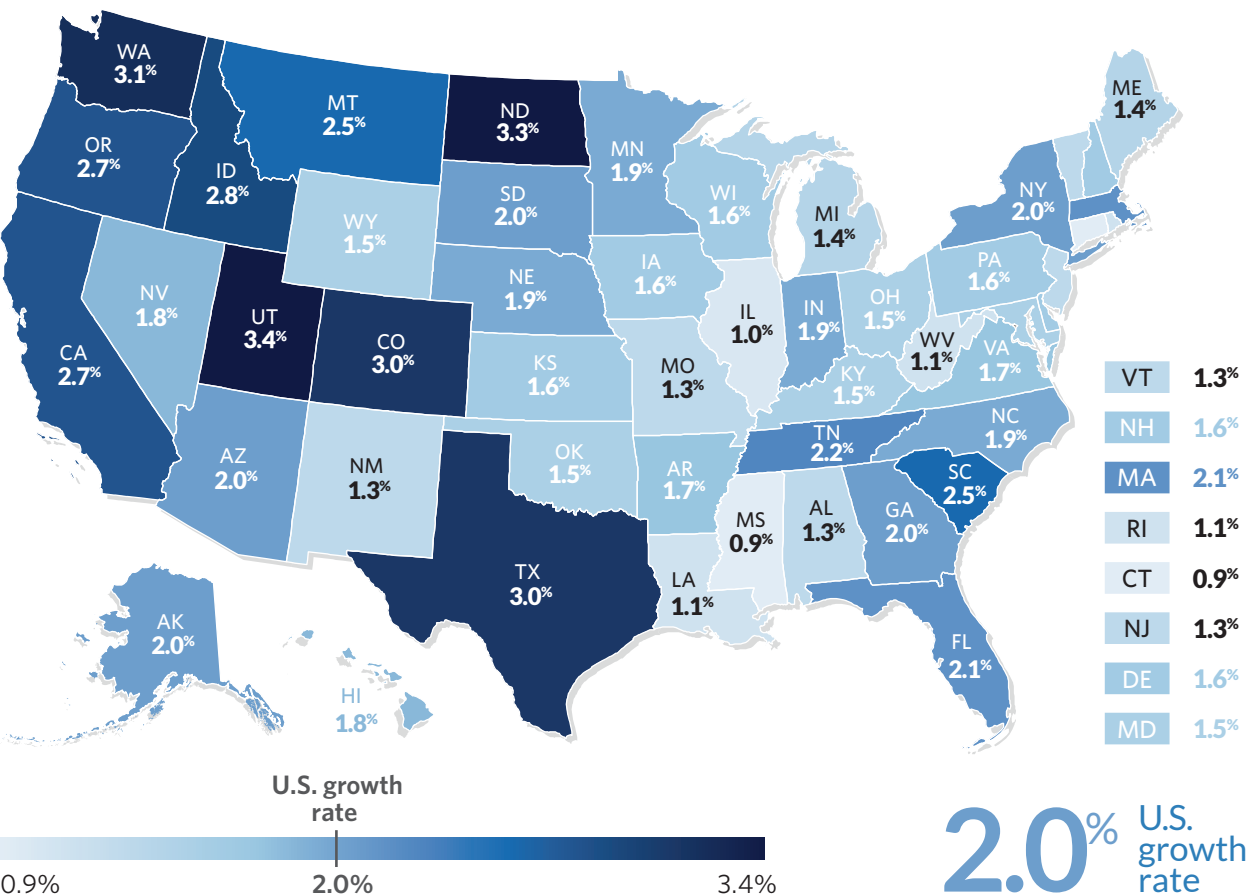 WA
3.1%
MT
2.5%
ND
3.3%
ME
1.4%
OR
2.7%
ID
2.8%
MN
1.9%
SD
2.0%
WI
1.6%
NY
2.0%
WY
1.5%
MI
1.4%
NV
1.8%
UT
3.4%
CO
3.0%
NE
1.9%
IA
1.6%
IL
1.0%
IN
1.9%
OH
1.5%
PA
1.6%
CA
2.7%
KS
1.6%
MO
1.3%
WV
1.1%
VA
1.7%
KY
1.5%
AZ
2.0%
NM
1.3%
OK
1.5%
AR
1.7%
TN
2.2%
NC
1.9%
SC
2.5%
MS
0.9%
AL
1.3%
GA
2.0%
TX
3.0%
LA
1.1%
FL
2.1%
AK
2.0%
HI
1.8%
VT 1.3%
NH 1.6%
MA 2.1%
RI 1.1%
CT 0.9%
NJ 1.3%
DE 1.6%
MD 1.5%
U.S. growth
rate
0.9% 2.0% 3.4%
2.0%
U.S.
growth
rate